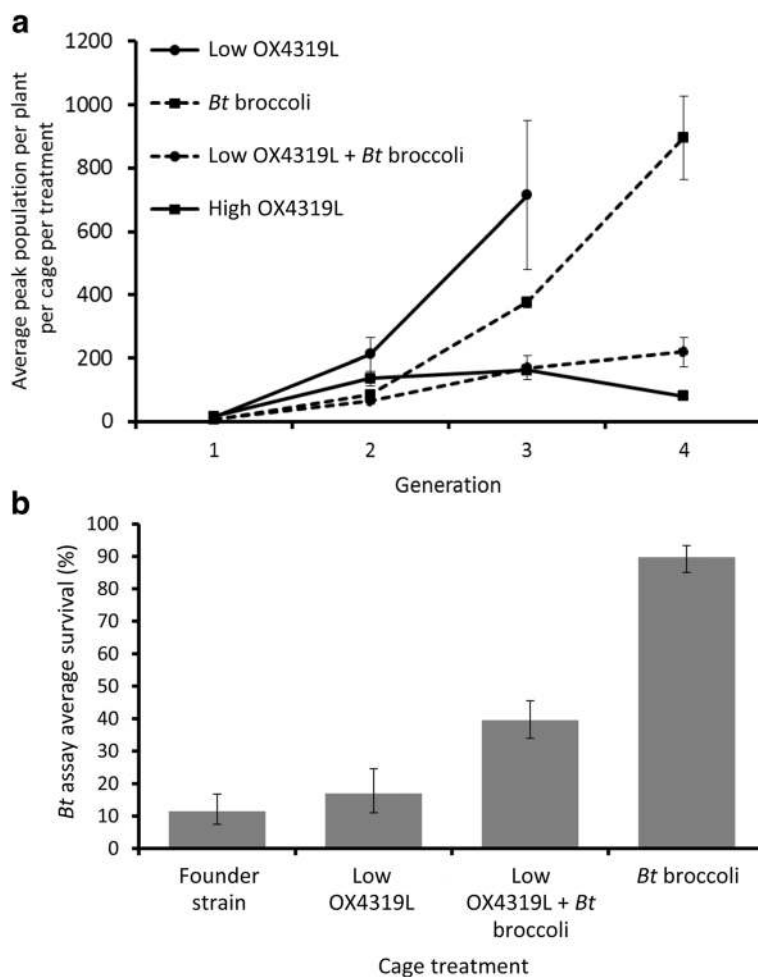 a
Average peak population per plant
per cage per treatment
1200
1000
800
600
400
200
0
Low OX4319L
Bt broccoli
Low OX4319L + Bt broccoli
High OX4319L
1 2 3 4
Generation
b
Bt assay average survival (%)
100
90
80
70
60
50
40
30
20
10
0
Founder
strain
Low
OX4319L
Low
OX4319L + Bt
broccoli
Bt broccoli
Cage treatment